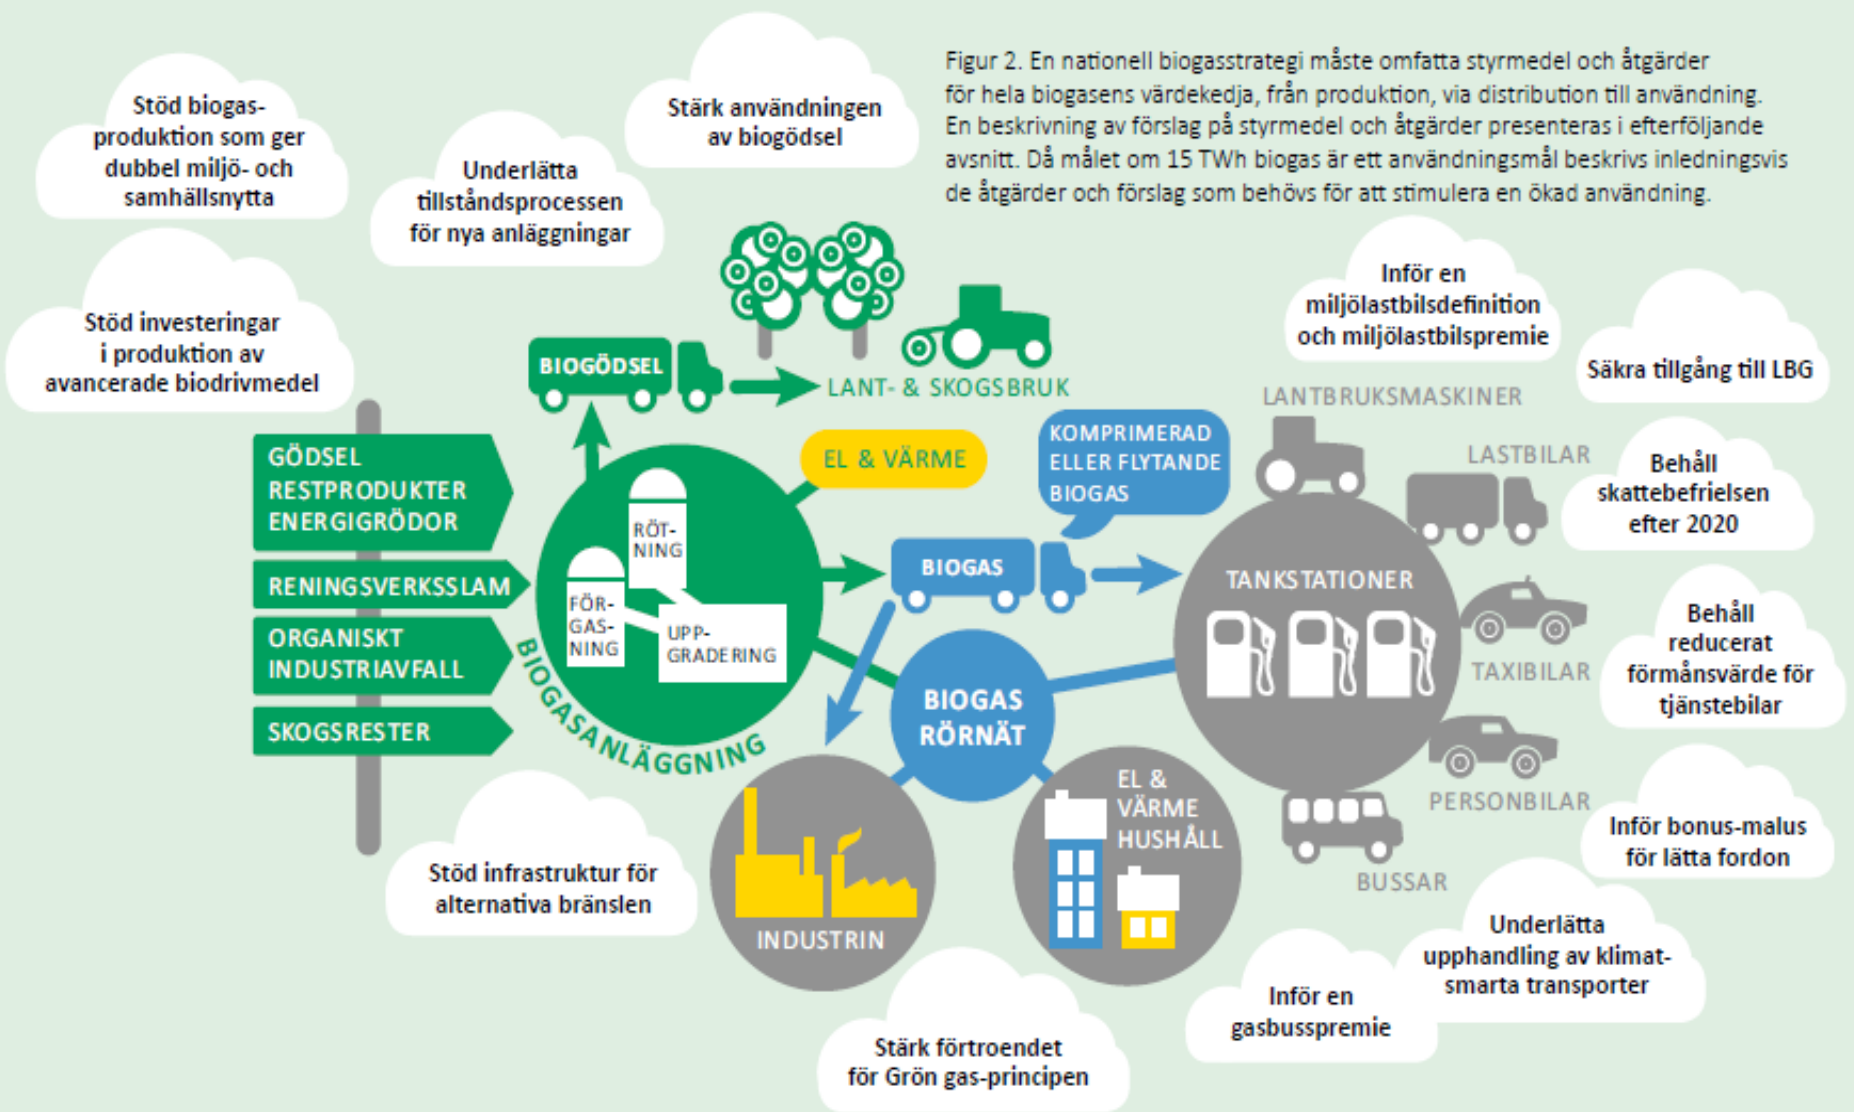 Figur 2. En nationell biogasstrategi måste omfatta styrmedel och åtgärder
för hela biogasens värdekedja, från produktion, via distribution till användning.
En beskrivning av förslag på styrmedel och åtgärder presenteras i efterföljande
avsnitt. Då målet om 15 TWh biogas är ett användningsmål beskrivs inledningsvis
de åtgärder och förslag som behövs för att stimulera en ökad användning.
Stöd biogas-
produktion som ger
dubbel miljö- och
samhällsnytta
Underlätta
tillståndsprocessen
för nya anläggningar
Stärk användningen
av biogödsel
Stöd investeringar
i produktion av
avancerade biodrivmedel
Inför en
miljölastbilsdefinition
och miljölastbilspremie
Säkra tillgång till LBG
BIOGÖDSEL
LANT- & SKOGSBRUK
LANTBRUKSMASKINER
GÖDSEL
RESTPRODUKTER
ENERGIGRÖDOR
RENINGSVERKSSLAM
ORGANISKT
INDUSTRIAVFALL
SKOGSRESTER
RÖT-
NING
FÖR-
GAS-
NING
UPP-
GRADERING
BIOGASANLÄGGNING
EL & VÄRME
KOMPRIMERAD
ELLER FLYTANDE
BIOGAS
BIOGAS
BIOGAS
RÖRNÄT
TANKSTATIONER
LASTBILAR
Behåll
skattebefrielsen
efter 2020
TAXIBILAR
Behåll
reducerat
förmånsvärde för
tjänstebilar
PERSONBILAR
BUSSAR
Inför bonus-malus
för lätta fordon
EL &
VÄRME
HUSHÅLL
INDUSTRIN
Stöd infrastruktur för
alternativa bränslen
Underlätta
upphandling av klimat-
smarta transporter
Inför en
gasbusspremie
Stärk förtroendet
för Grön gas-principen